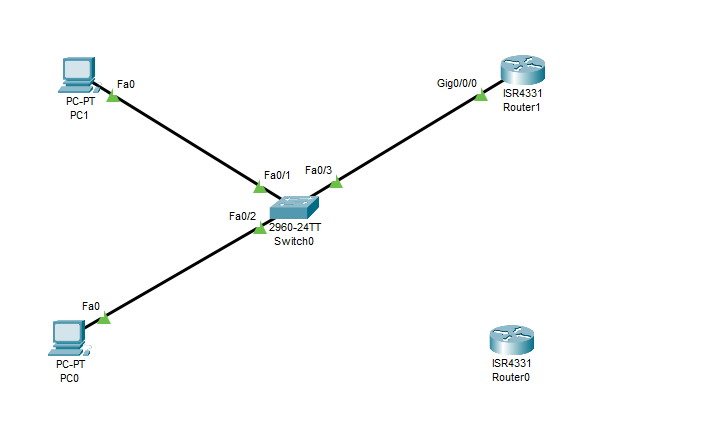 Fa0
PC-PT
PC1
Gig0/0/0
ISR4331
Router1
Fa0/1
Fa0/3
Fa0/2
2960-24TT
Switch0
Fa0
PC-PT
PC0
ISR4331
Router0